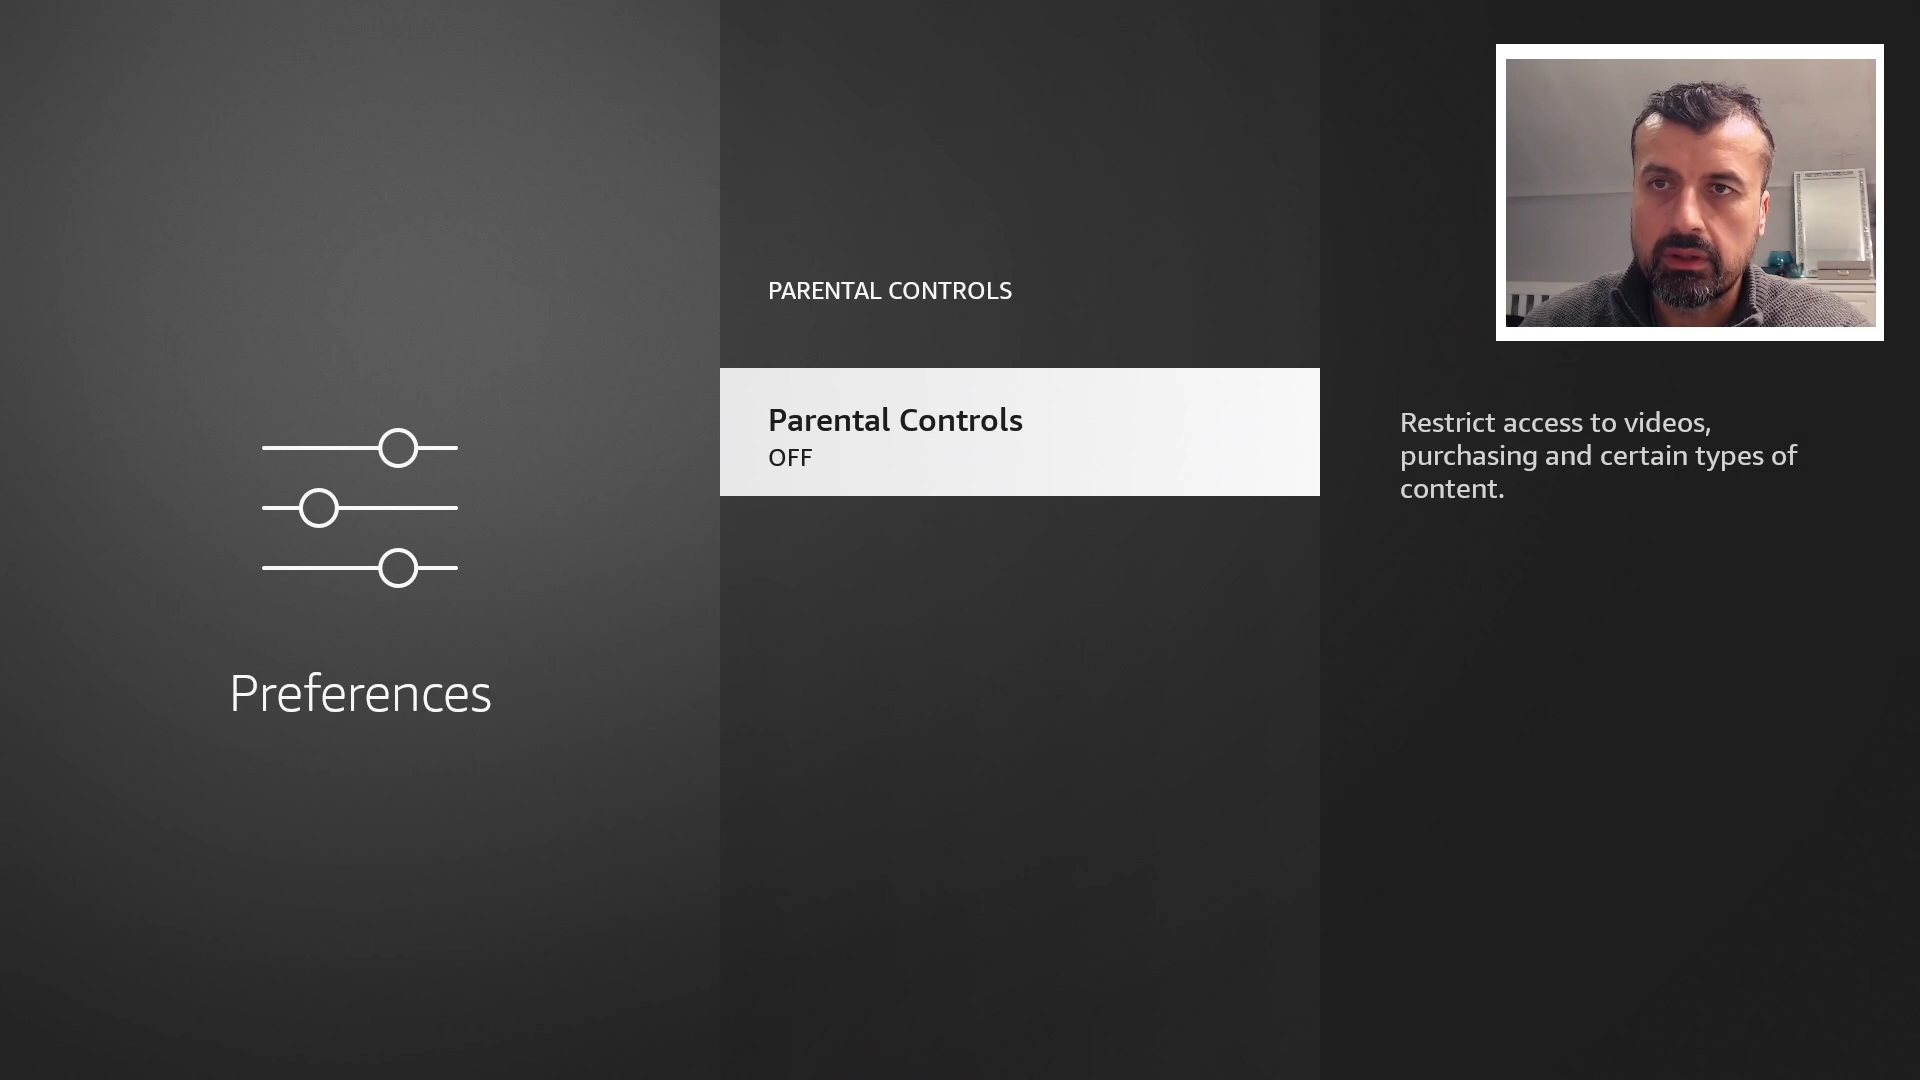 Preferences
PARENTAL CONTROLS
Parental Controls
OFF
Restrict access to videos,
purchasing and certain types of
content.